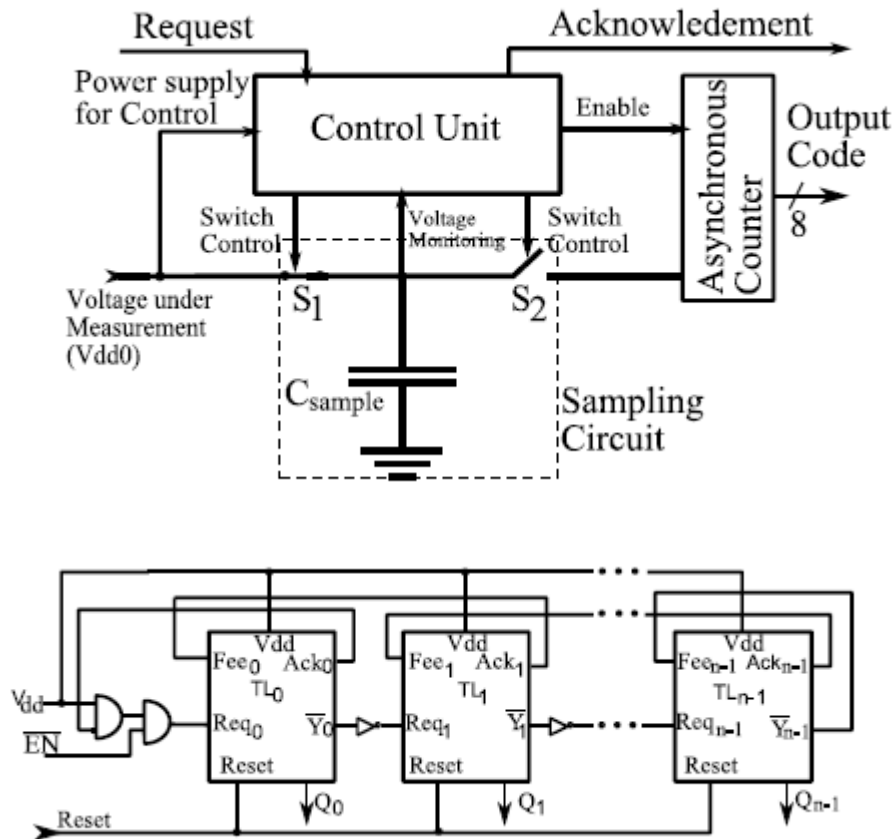 Request
Acknowledement
Power supply
for Control
Control Unit
Enable
Asynchronous
Counter
Output
Code
8
Switch
Control
Voltage
Monitoring
Switch
Control
Voltage under
Measurement
(Vdd0)
S1
S2
Csample
Sampling
Circuit
Vdd
Fee0
Ack0
TL0
Req0
Y0
Reset
Q0
Vdd
Fee1
Ack1
TL1
Req1
Y1
Reset
Q1
Vdd
Feen-1
Ackn-1
TLn-1
Reqn-1
Yn-1
Reset
Qn-1
Vdd
EN
Reset